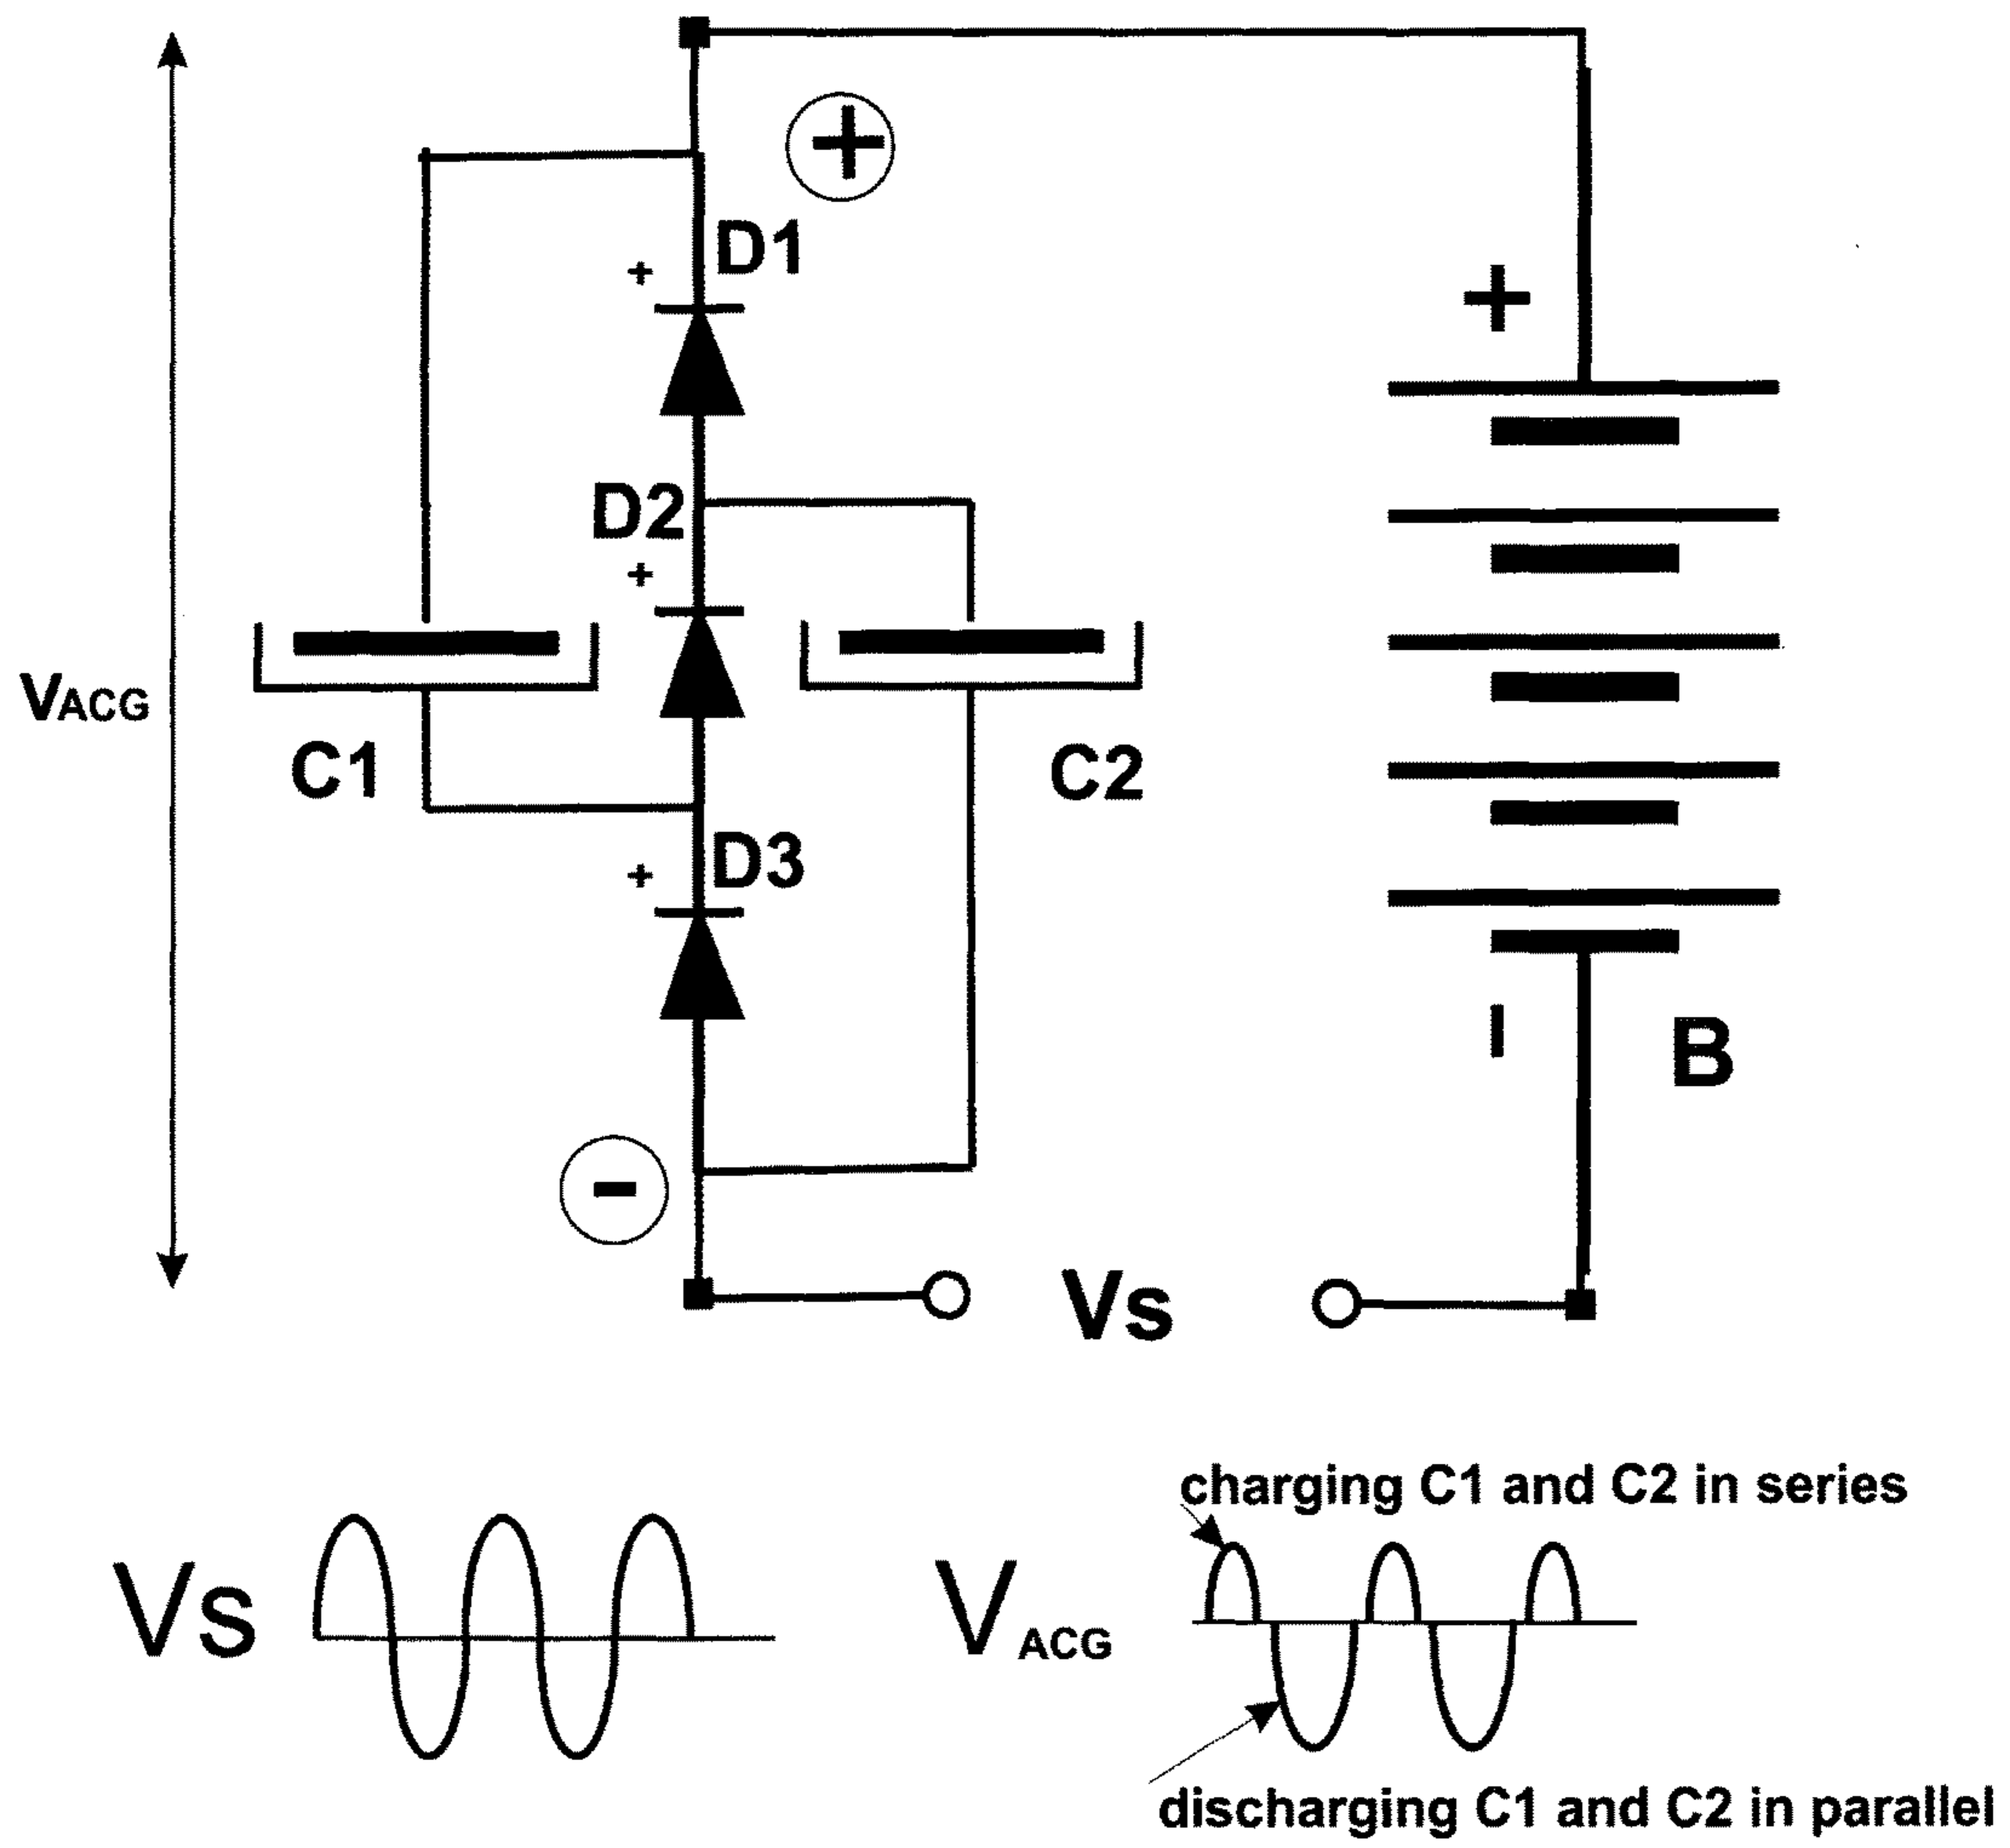 +
D1
+
+
D2
+
VACG
C1
C2
D3
+
-
B
-
Vs
charging C1 and C2 in series
Vs
VACG
discharging C1 and C2 in parallel